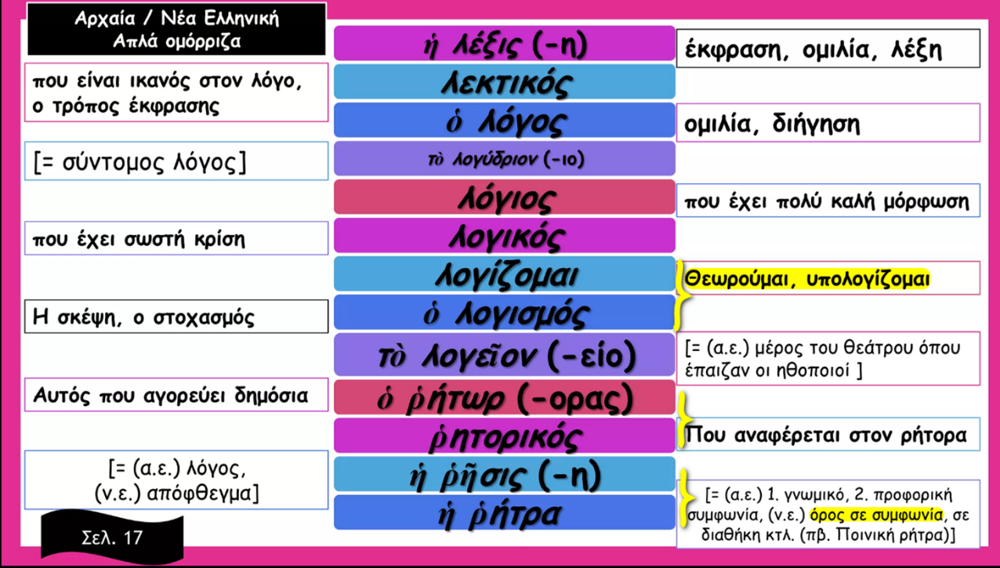 Αρχαία / Νέα Ελληνική
Απλά ομόρριζα
ἡ λέξις (-η)
έκφραση, ομιλία, λέξη
που είναι ικανός στον λόγο,
ο τρόπος έκφρασης
λεκτικός
ὁ λόγος
ομιλία, διήγηση
[= σύντομος λόγος]
τὸ λογύδριον (-ιο)
λόγιος
που έχει πολύ καλή μόρφωση
που έχει σωστή κρίση
λογικός
λογίζομαι
Θεωρούμαι, υπολογίζομαι
Η σκέψη, ο στοχασμός
ὁ λογισμός
τὸ λογεῖον (-είο)
[= (α.ε.) μέρος του θεάτρου όπου
έπαιζαν οι ηθοποιοί ]
Αυτός που αγορεύει δημόσια
ὁ ῥήτωρ (-ορας)
ῥητορικός
Που αναφέρεται στον ρήτορα
[= (α.ε.) λόγος,
(ν.ε.) απόφθεγμα]
ἡ ῥῆσις (-η)
ἡ ῥήτρα
[= (α.ε.) 1. γνωμικό, 2. προφορική
συμφωνία, (ν.ε.) όρος σε συμφωνία, σε
διαθήκη κτλ. (πβ. Ποινική ρήτρα)]
Σελ. 17